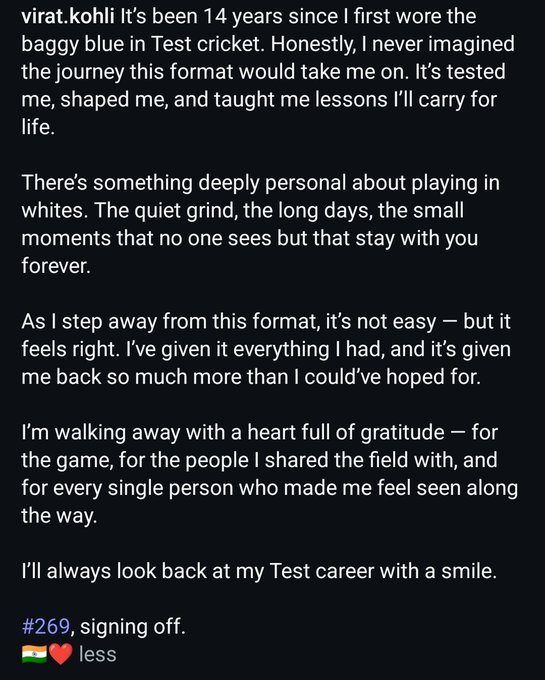 virat.kohli It’s been 14 years since I first wore the
baggy blue in Test cricket. Honestly, I never imagined
the journey this format would take me on. It’s tested
me, shaped me, and taught me lessons I’ll carry for
life.
There’s something deeply personal about playing in
whites. The quiet grind, the long days, the small
moments that no one sees but that stay with you
forever.
As I step away from this format, it’s not easy — but it
feels right. I’ve given it everything I had, and it’s given
me back so much more than I could’ve hoped for.
I’m walking away with a heart full of gratitude — for
the game, for the people I shared the field with, and
for every single person who made me feel seen along
the way.
I’ll always look back at my Test career with a smile.
#269, signing off.
🇮🇳❤️ less